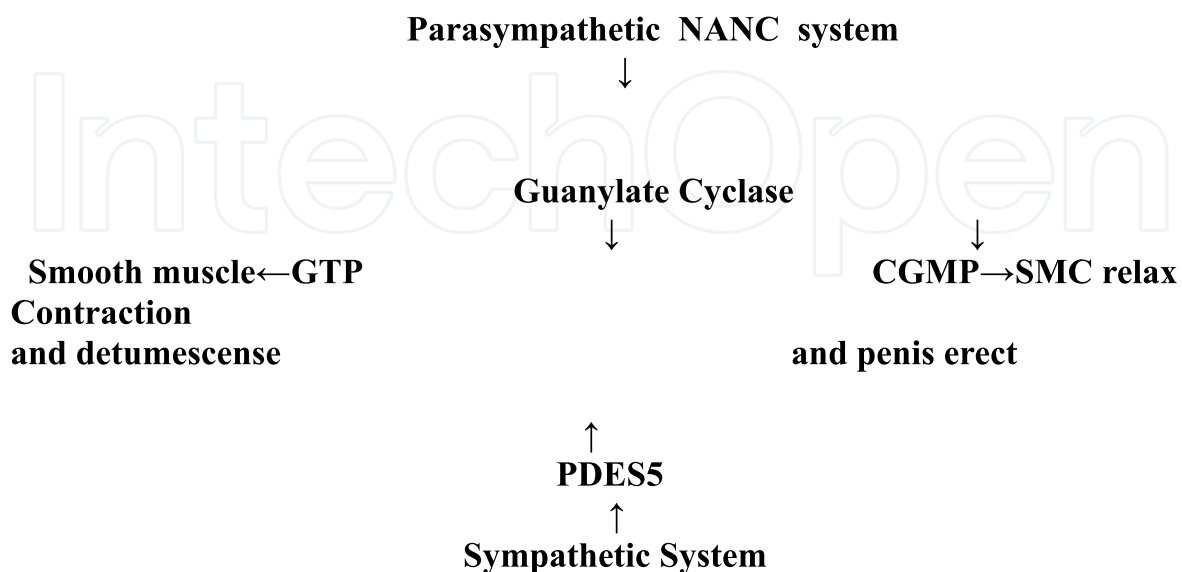 Parasympathetic NANC system
↓
IntechOpen
Guanylate Cyclase
↓ ↓
Smooth muscle←GTP CGMP→SMC relax
Contraction
and detumescense and penis erect
↑
PDES5
↑
Sympathetic System